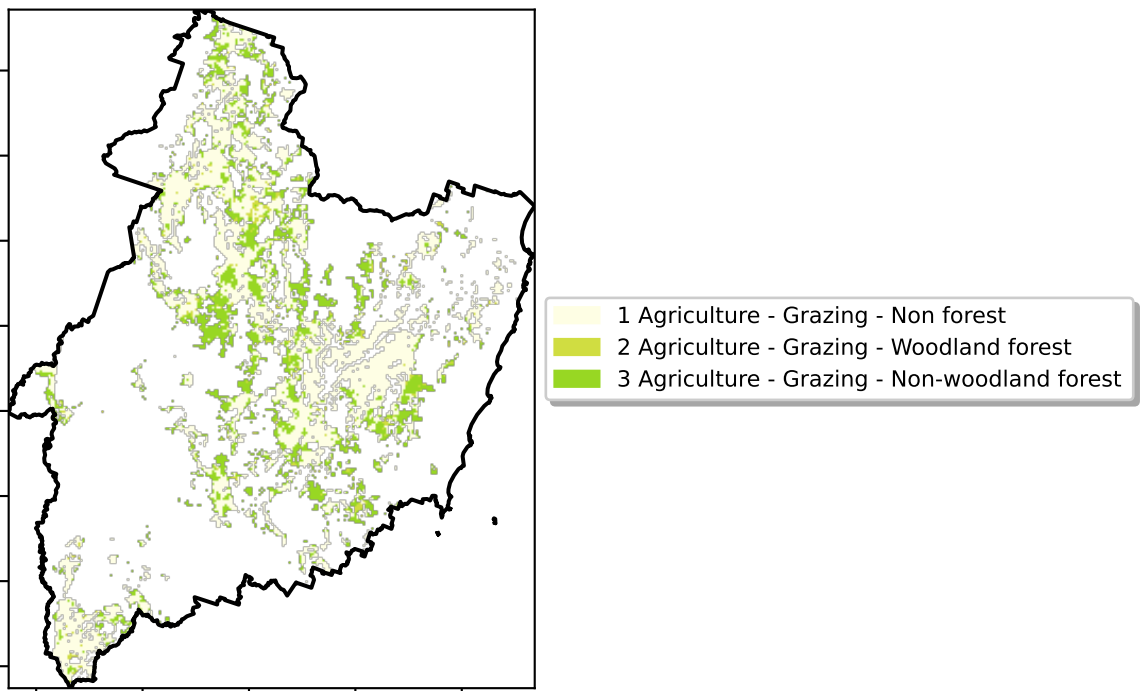 1 Agriculture - Grazing - Non forest
2 Agriculture - Grazing - Woodland forest
3 Agriculture - Grazing - Non-woodland forest